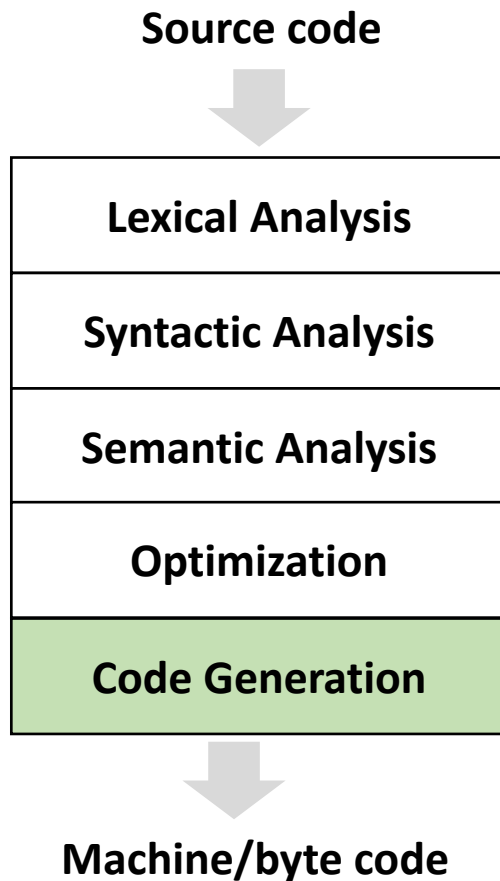 Source code
Lexical Analysis
Syntactic Analysis
Semantic Analysis
Optimization
Code Generation
Machine/byte code